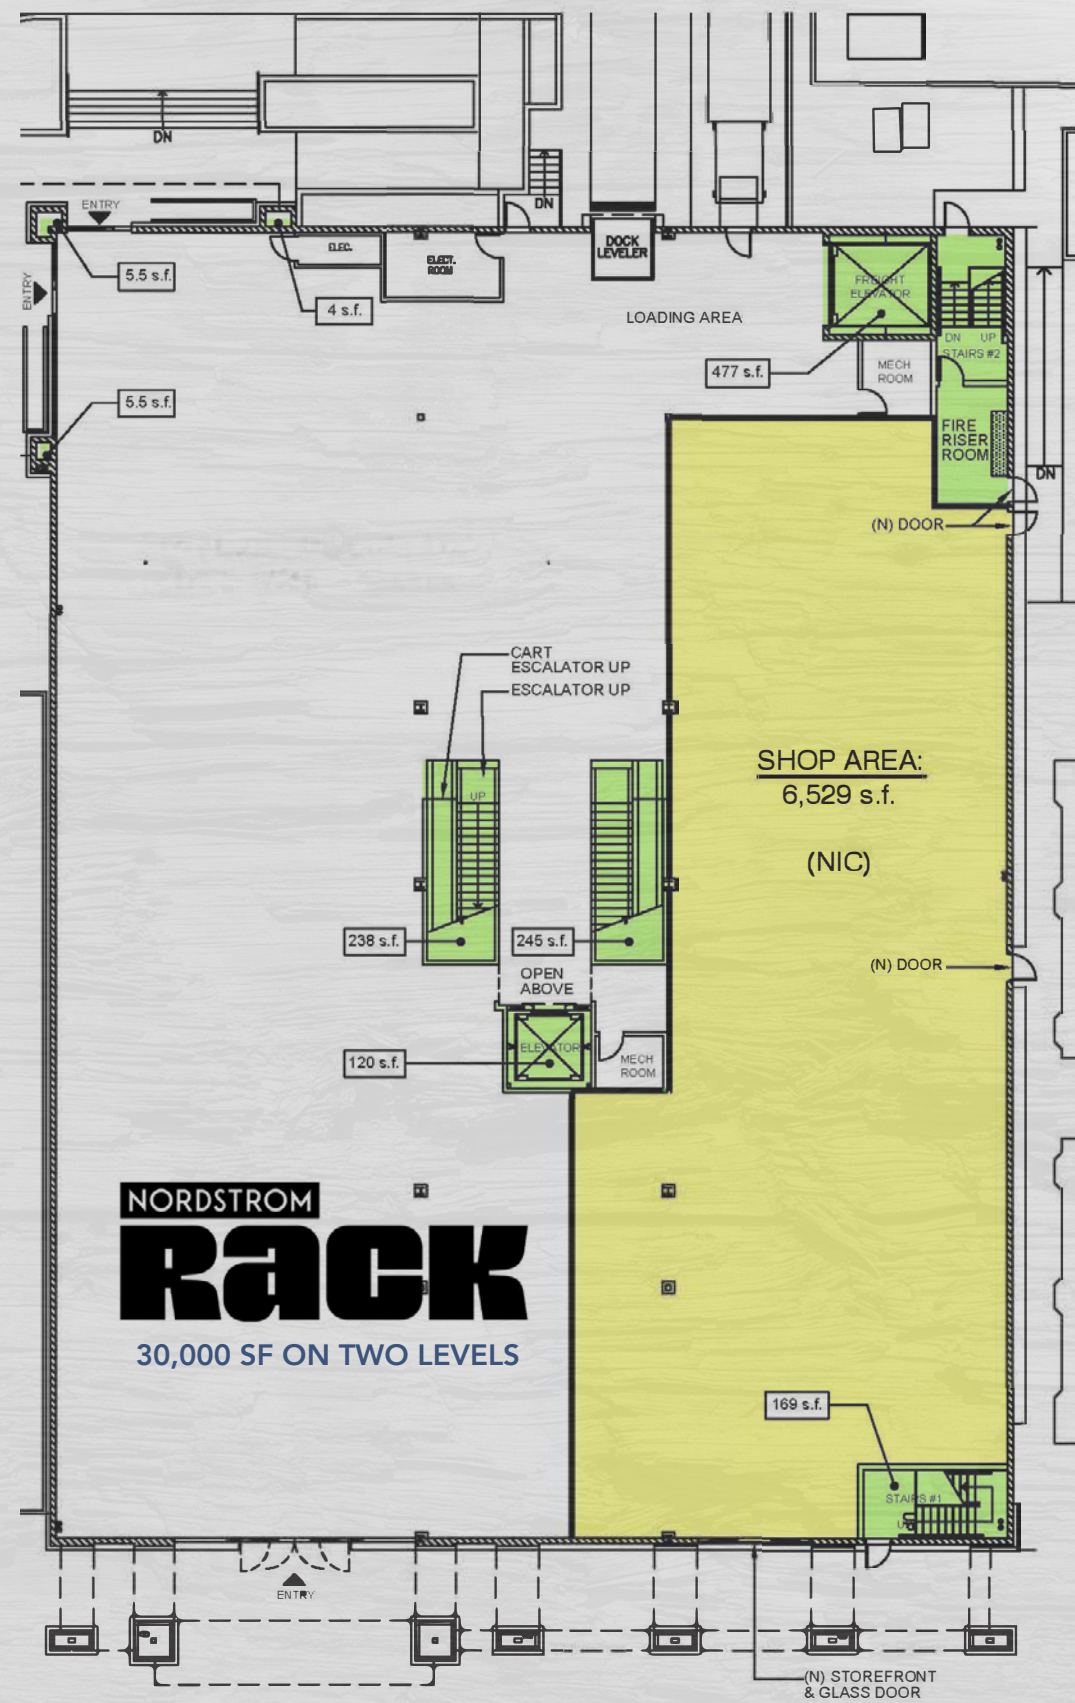 DN
DN
ENTRY
ELEC.
ELECT.
ROOM
DOCK
LEVELER
ENTRY
5.5 s.f.
4 s.f.
LOADING AREA
FREIGHT
ELEVATOR
DN UP
STAIRS #2
477 s.f.
MECH
ROOM
5.5 s.f.
FIRE
RISER
ROOM
DN
(N) DOOR
CART
ESCALATOR UP
ESCALATOR UP
UP
SHOP AREA:
6,529 s.f.
(NIC)
238 s.f.
245 s.f.
OPEN
ABOVE
(N) DOOR
ELEVATOR
120 s.f.
MECH
ROOM
NORDSTROM
RACK
30,000 SF ON TWO LEVELS
169 s.f.
STAIRS #1
UP
UP
ENTRY
(N) STOREFRONT
& GLASS DOOR